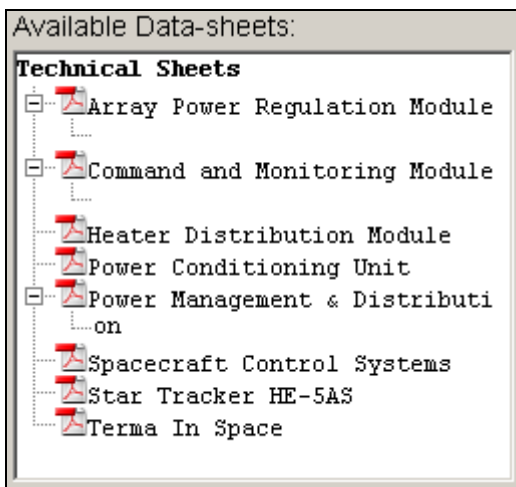 Available Data-sheets:
Technical Sheets
Array Power Regulation Module
Command and Monitoring Module
Heater Distribution Module
Power Conditioning Unit
Power Management & Distributi
on
Spacecraft Control Systems
Star Tracker HE-5AS
Terma In Space